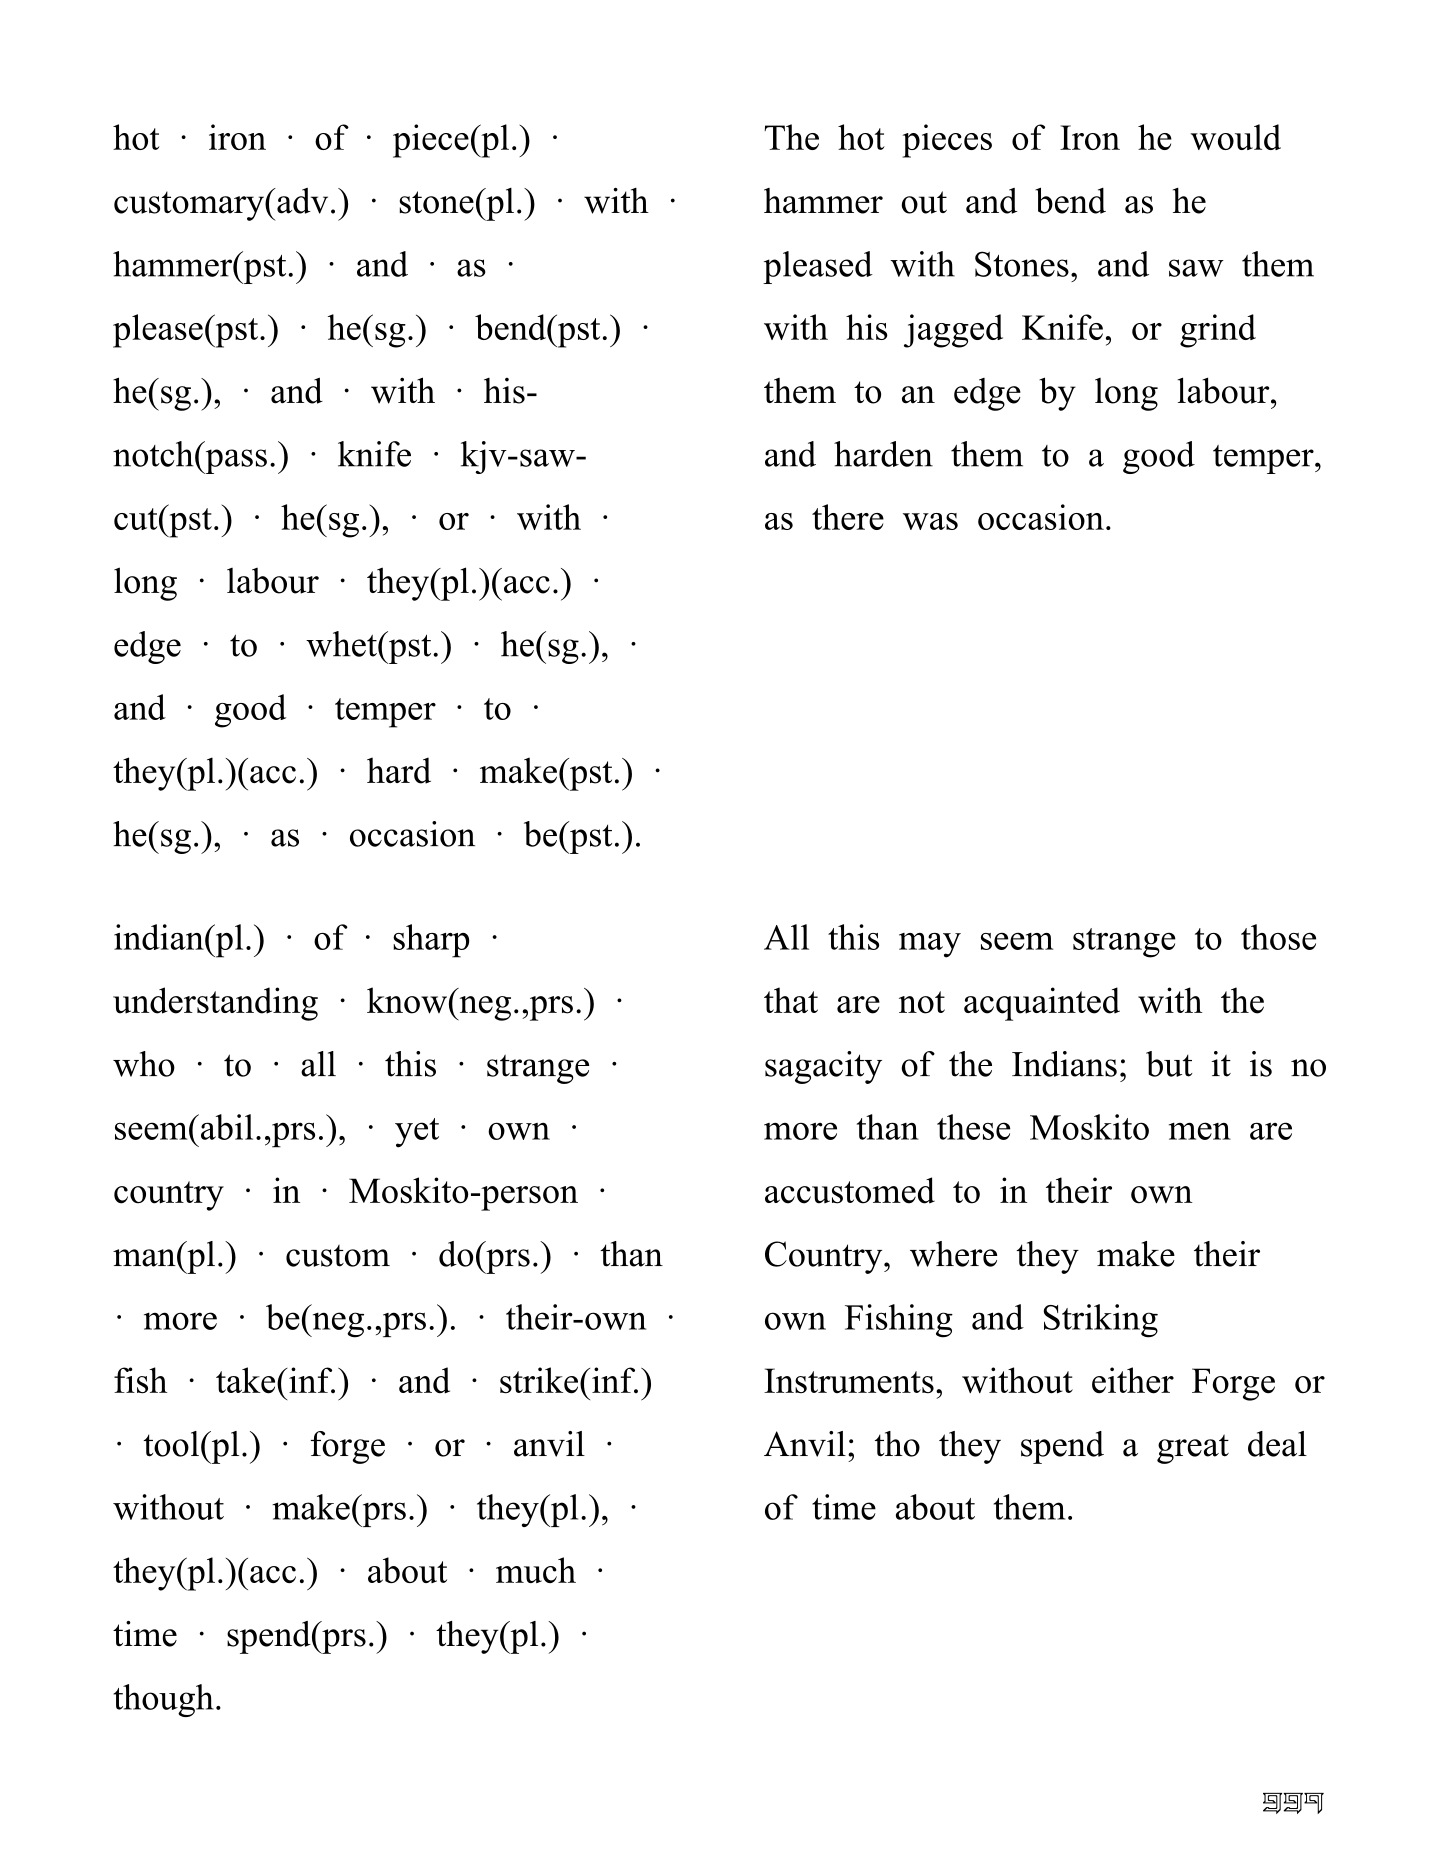 hot · iron · of · piece(pl.) ·
customary(adv.) · stone(pl.) · with ·
hammer(pst.) · and · as ·
please(pst.) · he(sg.) · bend(pst.) ·
he(sg.), · and · with · his-
notch(pass.) · knife · kjv-saw-
cut(pst.) · he(sg.), · or · with ·
long · labour · they(pl.)(acc.) ·
edge · to · whet(pst.) · he(sg.), ·
and · good · temper · to ·
they(pl.)(acc.) · hard · make(pst.) ·
he(sg.), · as · occasion · be(pst.).
The hot pieces of Iron he would
hammer out and bend as he
pleased with Stones, and saw them
with his jagged Knife, or grind
them to an edge by long labour,
and harden them to a good temper,
as there was occasion.
indian(pl.) · of · sharp ·
understanding · know(neg.,prs.) ·
who · to · all · this · strange ·
seem(abil.,prs.), · yet · own ·
country · in · Moskito-person ·
man(pl.) · custom · do(prs.) · than
· more · be(neg.,prs.). · their-own ·
fish · take(inf.) · and · strike(inf.)
· tool(pl.) · forge · or · anvil ·
without · make(prs.) · they(pl.), ·
they(pl.)(acc.) · about · much ·
time · spend(prs.) · they(pl.) ·
though.
All this may seem strange to those
that are not acquainted with the
sagacity of the Indians; but it is no
more than these Moskito men are
accustomed to in their own
Country, where they make their
own Fishing and Striking
Instruments, without either Forge or
Anvil; tho they spend a great deal
of time about them.